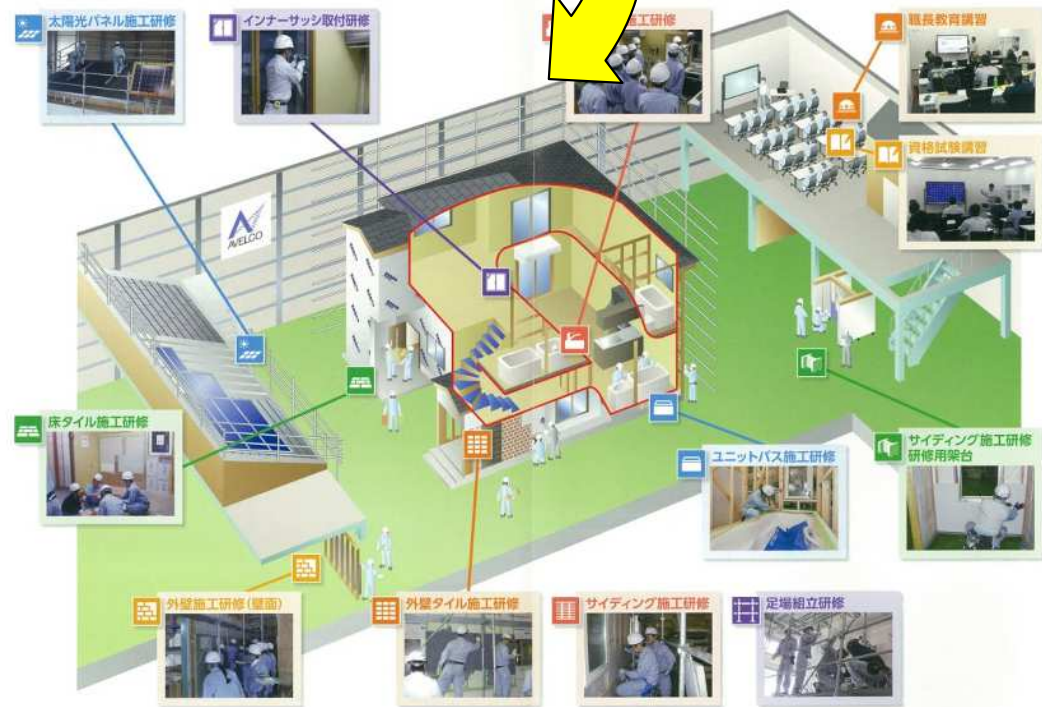 太陽光パネル施工研修
インナーサッシ取付研修
施工研修
職長教育講習
資格試験講習
AVELCO
床タイル施工研修
ユニットバス施工研修
サイディング施工研修
研修用架台
外壁施工研修(壁面)
外壁タイル施工研修
サイディング施工研修
足場組立研修